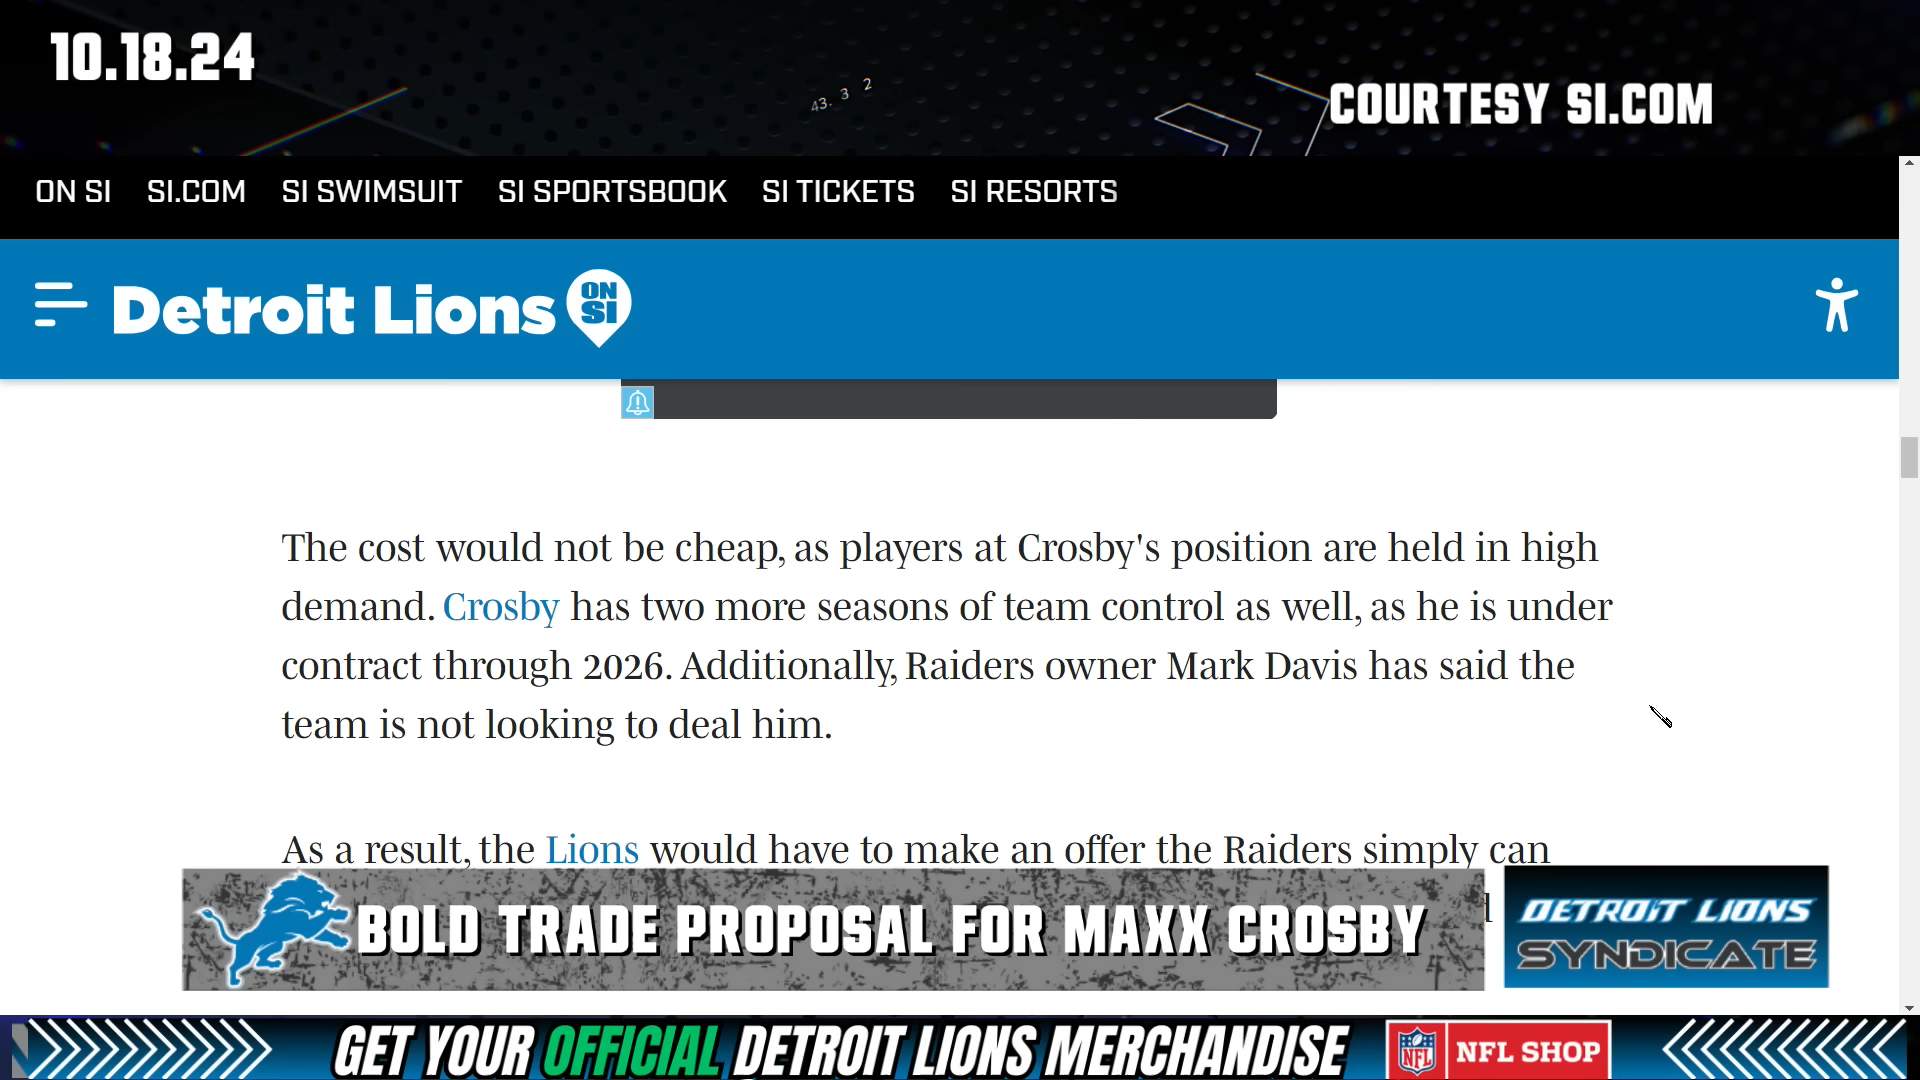 10.18.24
43. 3 2
COURTESY SI.COM
ON SI SI.COM SI SWIMSUIT SI SPORTSBOOK SI TICKETS SI RESORTS
Detroit Lions ON SI
The cost would not be cheap, as players at Crosby's position are held in high
demand. Crosby has two more seasons of team control as well, as he is under
contract through 2026. Additionally, Raiders owner Mark Davis has said the
team is not looking to deal him.
As a result, the Lions would have to make an offer the Raiders simply can
BOLD TRADE PROPOSAL FOR MAXX CROSBY
DETROIT LIONS
SYNDICATE
GET YOUR OFFICIAL DETROIT LIONS MERCHANDISE NFL NFL SHOP